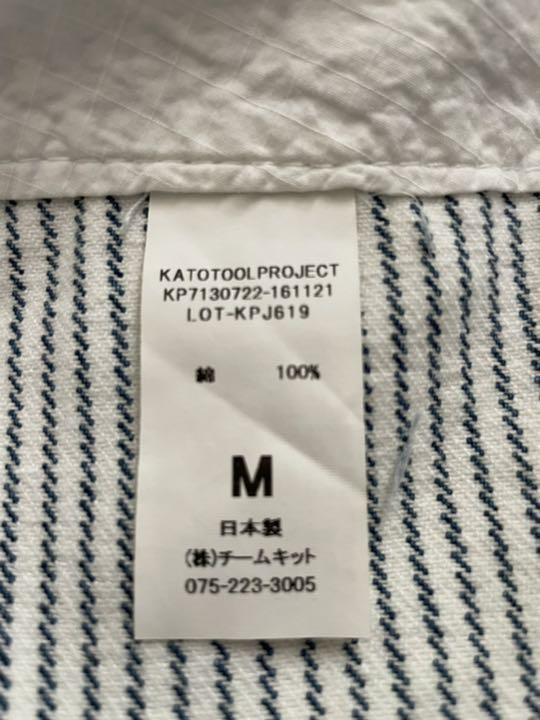 KATOTOOLPROJECT
KP7130722-161121
LOT-KPJ619
綿 100%
M
日本製
(株)チームキット
075-223-3005